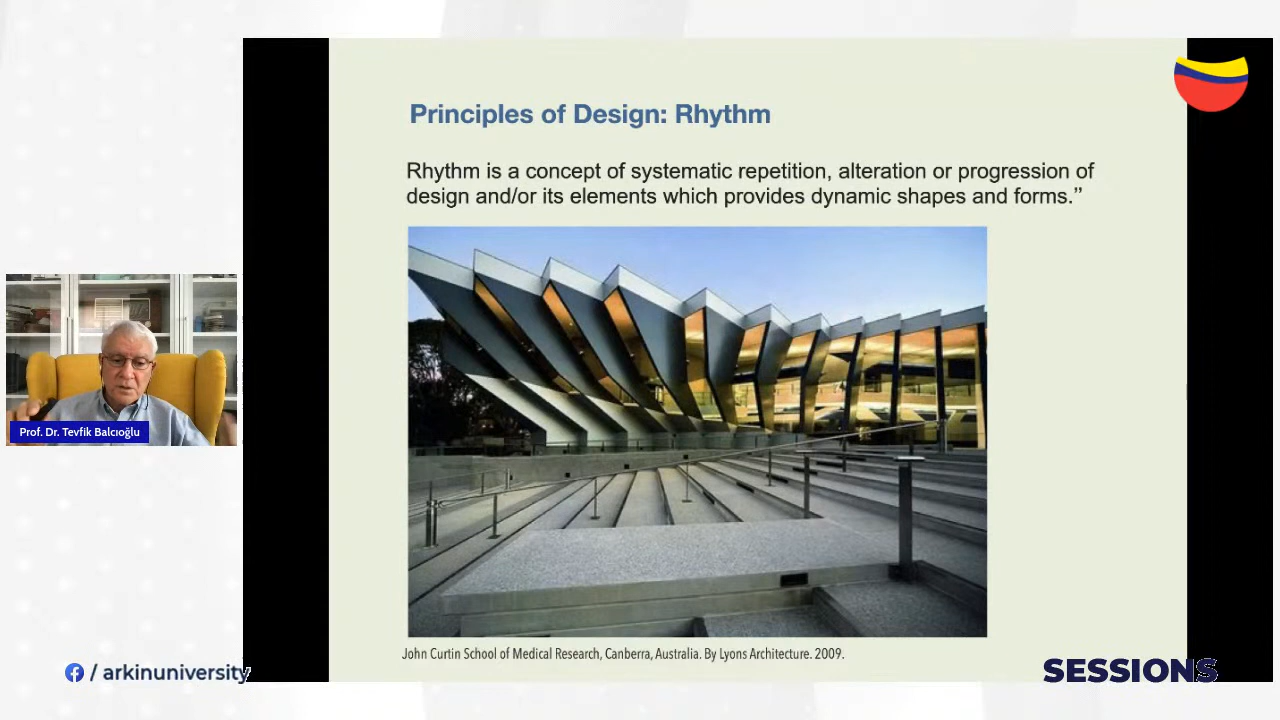 Principles of Design: Rhythm
Rhythm is a concept of systematic repetition, alteration or progression of
design and/or its elements which provides dynamic shapes and forms.”
Prof. Dr. Tevfik Balcıoğlu
John Curtin School of Medical Research, Canberra, Australia. By Lyons Architecture. 2009.
/ arkinuniversity
SESSIONS